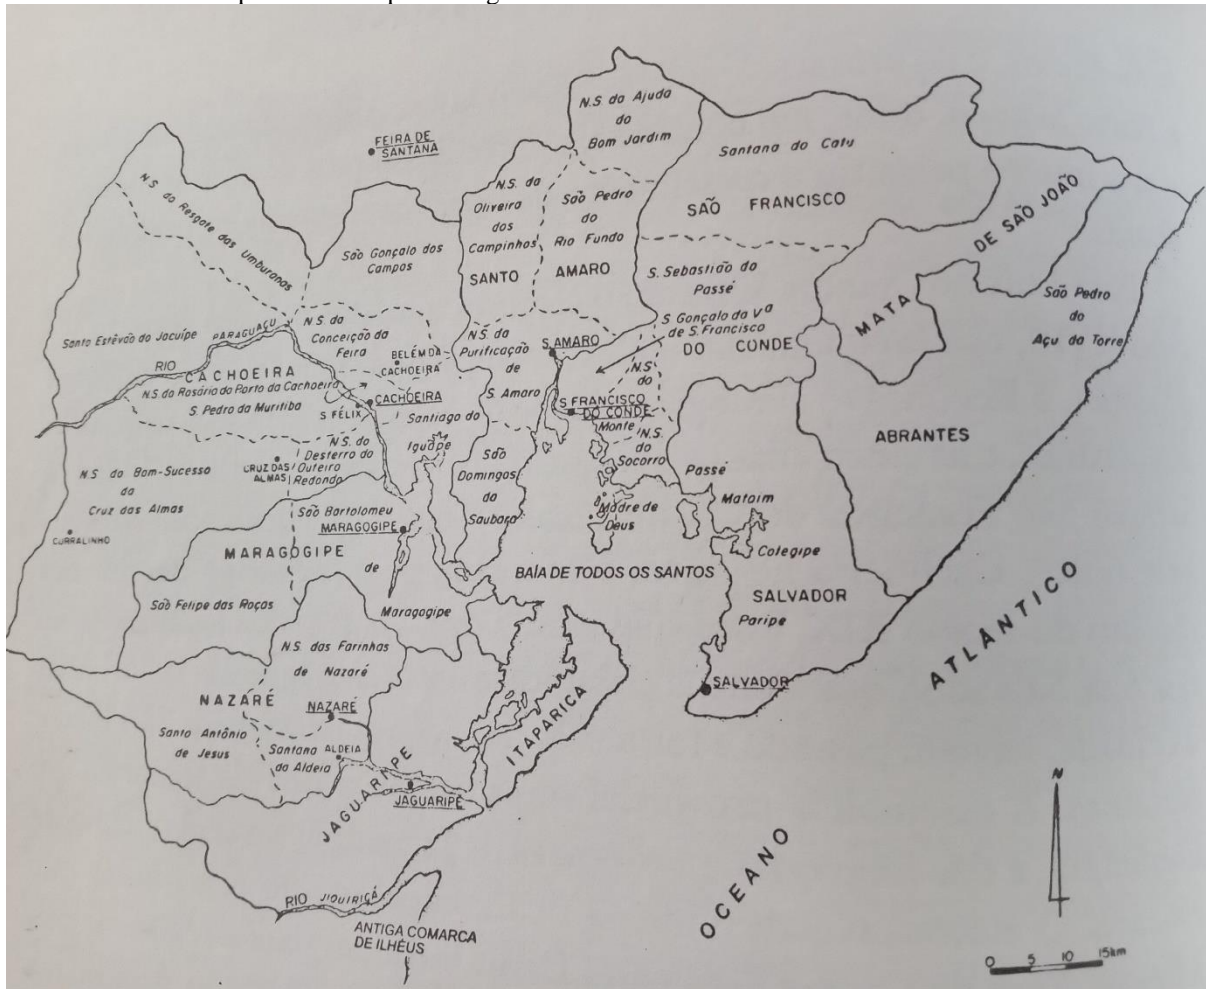 FEIRA DE
SANTANA
N.S. da Ajuda
do
Bom Jardim
Santana do Catu
SÃO FRANCISCO
N.S. do Resgate das Umburanas
São Gonçalo dos
Campos
N.S. da
Oliveira
dos
Campinhos
SANTO
São Pedro
do
Rio Fundo
AMARO
S. Sebastião do
Passé
S Gonçalo da Vª
de S. Francisco
DO CONDE
MATA
DE SÃO JOÃO
São Pedro
do
Açu da Torre
Santo Estêvão do Jacuípe
RIO PARAGUAÇU
N.S. da
Conceição da
Feira
BELÉM DA
CACHOEIRA
N.S. da
Purificação
de
S. Amaro
S. AMARO
CACHOEIRA
N.S. do Rosário do Porto da Cachoeira
S. Pedro da Muritiba
S. FÉLIX
CACHOEIRA
Santiago do
Iguape
N.S.
do
Monte
S FRANCISCO
DO CONDE
N.S.
do
Socorro
ABRANTES
N.S. do Bom-Sucesso
da
Cruz das Almas
CRUZ DAS
ALMAS
N.S. do
Desterro do
Outeiro
Redondo
São
Domingos
da
Saubara
Passé
Matoim
Madre de
Deus
Cotegipe
CURRALINHO
São Bartolomeu
MARAGOGIPE
MARAGOGIPE
de
Maragogipe
BAÍA DE TODOS OS SANTOS
SALVADOR
Paripe
São Felipe das Roças
N.S. das Farinhas
de Nazaré
NAZARÉ
NAZARÉ
SALVADOR
Santo Antônio
de Jesus
Santana
da Aldeia
ALDEIA
ITAPARICA
JAGUARIPE
JAGUARIPE
OCEANO
ATLÂNTICO
N
RIO JIQUIRIÇÁ
ANTIGA COMARCA
DE ILHÉUS
0 5 10 15km